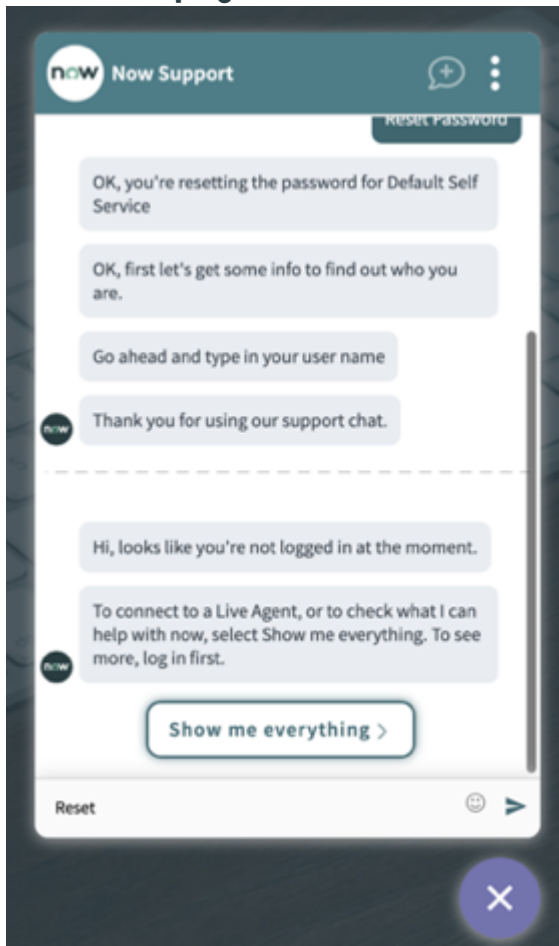 now Now Support
Reset Password
OK, you're resetting the password for Default Self
Service
OK, first let's get some info to find out who you
are.
Go ahead and type in your user name
Thank you for using our support chat.
now
Hi, looks like you're not logged in at the moment.
To connect to a Live Agent, or to check what I can
help with now, select Show me everything. To see
more, log in first.
now
Show me everything >
Reset